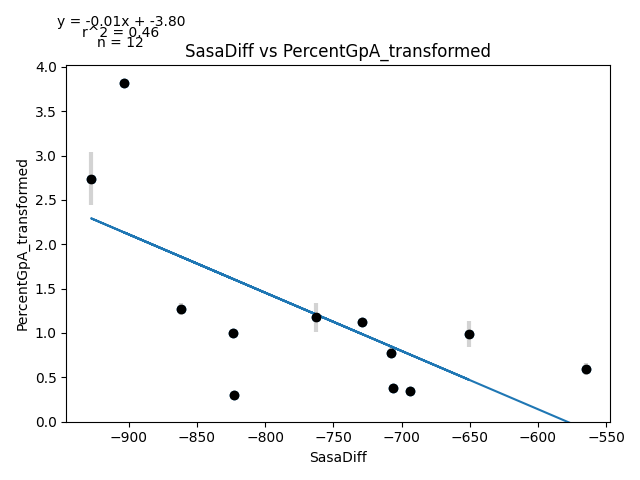 y = -0.01x + -3.80
r^2 = 0.46
n = 12
SasaDiff vs PercentGpA_transformed
4.0
3.5
3.0
2.5
2.0
1.5
1.0
0.5
0.0
PercentGpA_transformed
−900
−850
−800
−750
−700
−650
−600
−550
SasaDiff